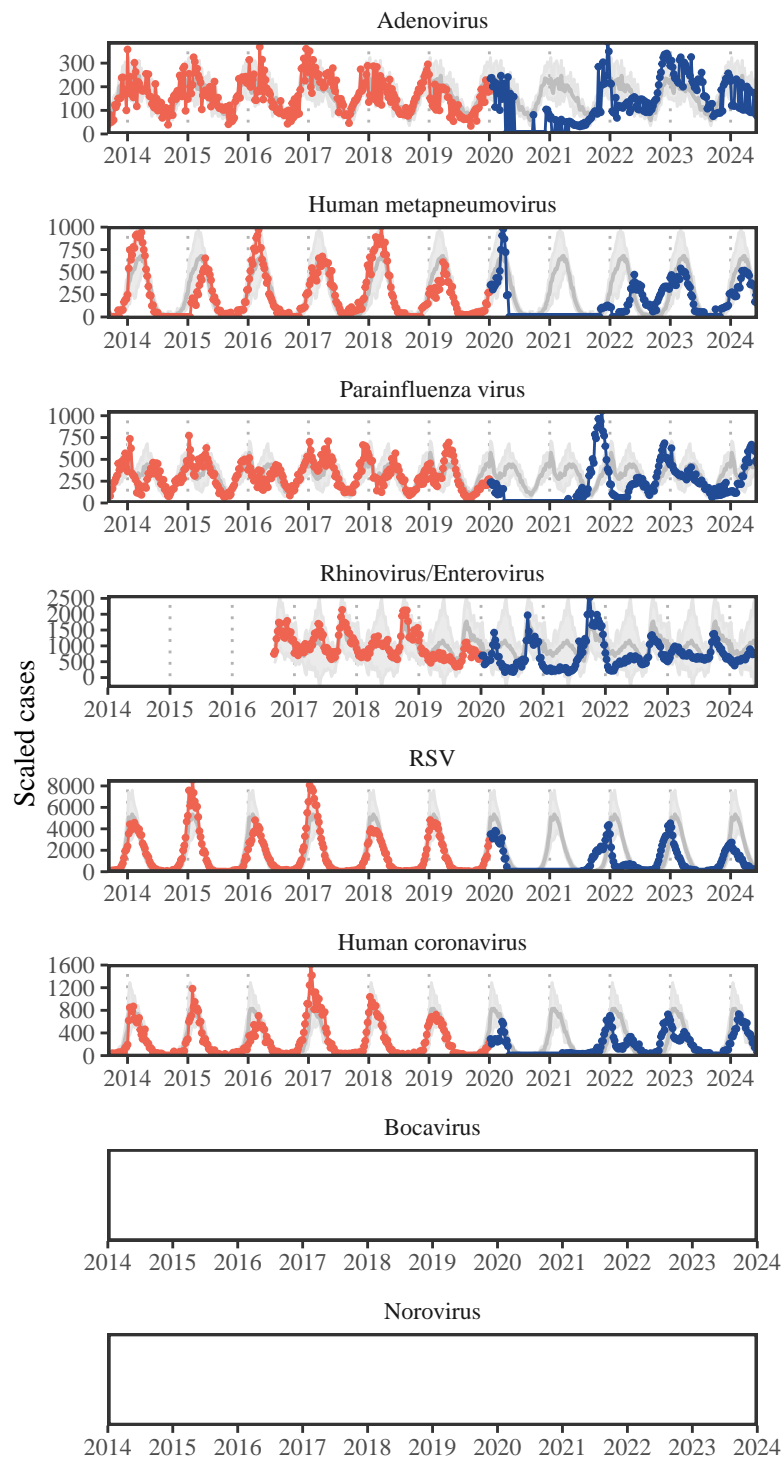 Adenovirus
300
200
100
0
2014 2015 2016 2017 2018 2019 2020 2021 2022 2023 2024
Human metapneumovirus
1000
750
500
250
0
2014 2015 2016 2017 2018 2019 2020 2021 2022 2023 2024
Parainfluenza virus
1000
750
500
250
0
2014 2015 2016 2017 2018 2019 2020 2021 2022 2023 2024
Rhinovirus/Enterovirus
2500
2000
1500
1000
500
0
2014 2015 2016 2017 2018 2019 2020 2021 2022 2023 2024
Scaled cases
RSV
8000
6000
4000
2000
0
2014 2015 2016 2017 2018 2019 2020 2021 2022 2023 2024
Human coronavirus
1600
1200
800
400
0
2014 2015 2016 2017 2018 2019 2020 2021 2022 2023 2024
Bocavirus
2014 2015 2016 2017 2018 2019 2020 2021 2022 2023 2024
Norovirus
2014 2015 2016 2017 2018 2019 2020 2021 2022 2023 2024